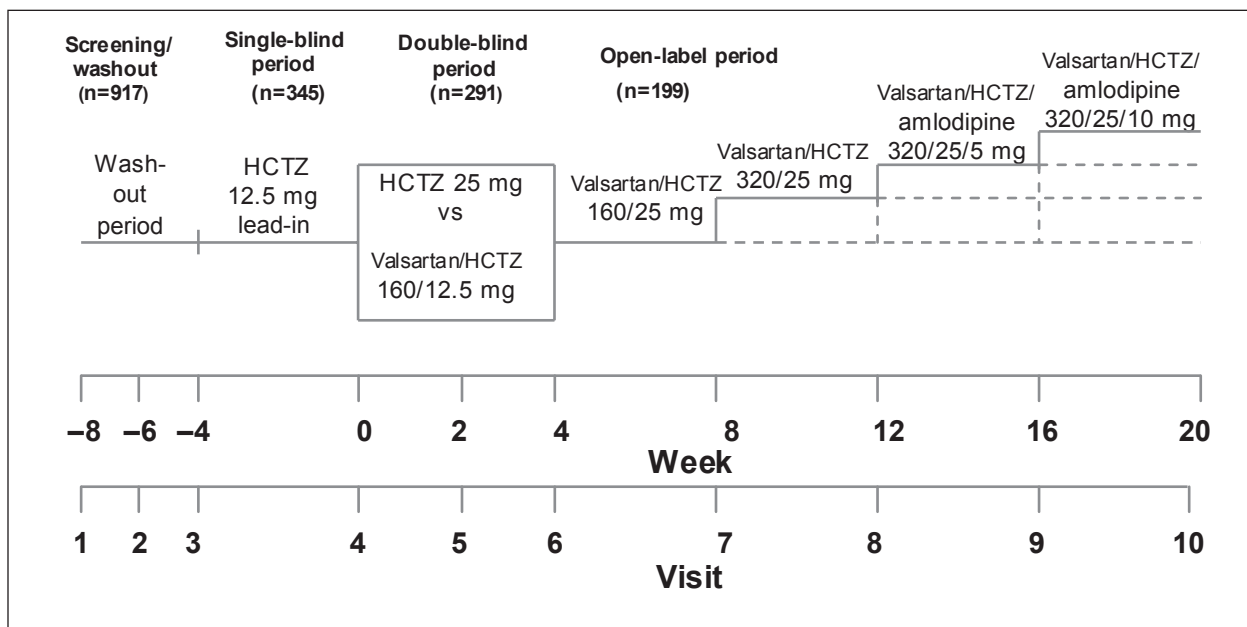 Screening/
washout
(n=917)
Single-blind
period
(n=345)
Double-blind
period
(n=291)
Open-label period
(n=199)
Wash-
out
period
HCTZ
12.5 mg
lead-in
HCTZ 25 mg
vs
Valsartan/HCTZ
160/12.5 mg
Valsartan/HCTZ
160/25 mg
Valsartan/HCTZ
320/25 mg
Valsartan/HCTZ/
amlodipine
320/25/5 mg
Valsartan/HCTZ/
amlodipine
320/25/10 mg
–8 –6 –4 0 2 4 8 12 16 20
Week
1 2 3 4 5 6 7 8 9 10
Visit